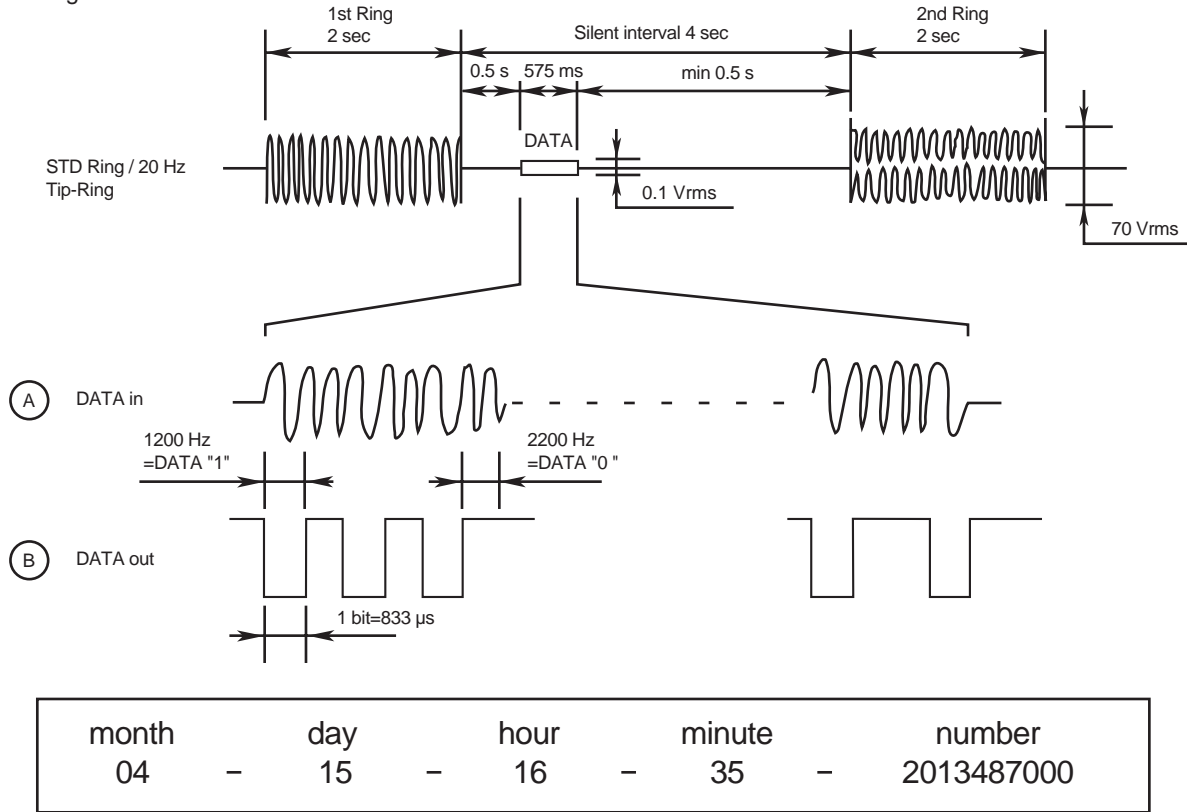 1st Ring
2 sec
Silent interval 4 sec
2nd Ring
2 sec
0.5 s
575 ms
min 0.5 s
DATA
STD Ring / 20 Hz
Tip-Ring
0.1 Vrms
70 Vrms
A
DATA in
1200 Hz
=DATA "1"
2200 Hz
=DATA "0 "
B
DATA out
1 bit=833 µs
month day hour minute number
04 – 15 – 16 – 35 – 2013487000